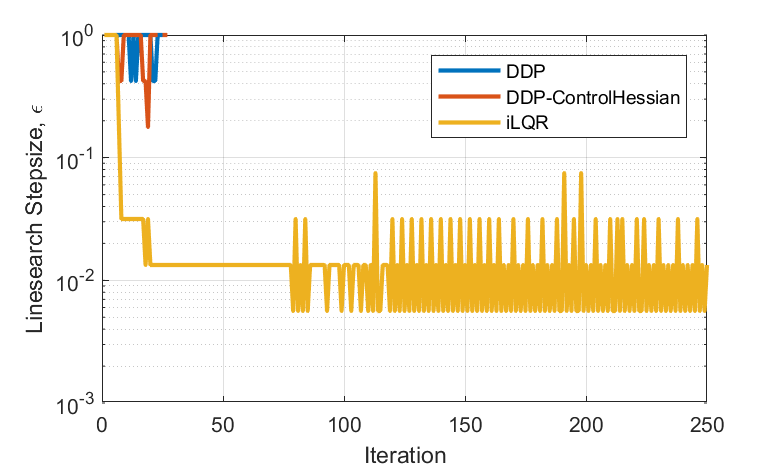 10^0
10^-1
10^-2
10^-3
Linesearch Stepsize, ϵ
DDP
DDP-ControlHessian
iLQR
0 50 100 150 200 250
Iteration